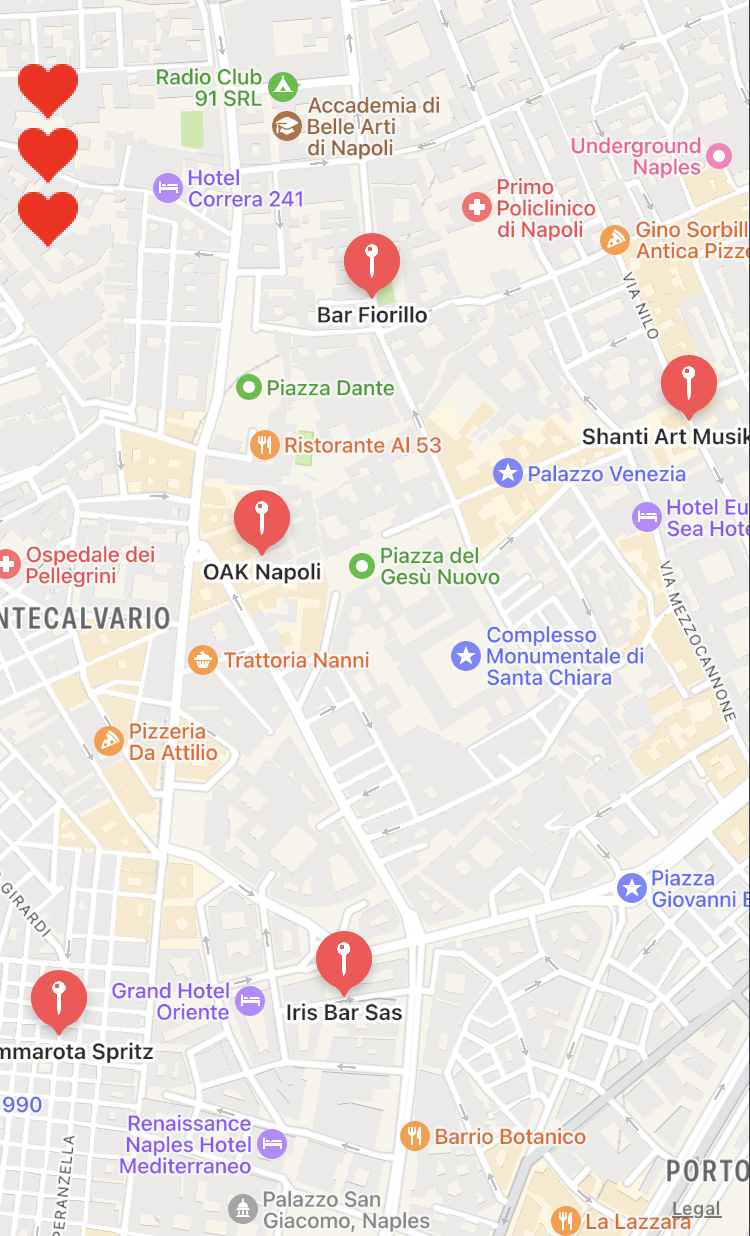 Radio Club
91 SRL
Accademia di
Belle Arti
di Napoli
Underground
Naples
Hotel
Correra 241
Primo
Policlinico
di Napoli
Gino Sorbill
Antica Pizze
VIA NILO
Bar Fiorillo
Piazza Dante
Shanti Art Musik
Ristorante Al 53
Palazzo Venezia
Hotel Eu
Sea Hote
OAK Napoli
Ospedale dei
Pellegrini
Piazza del
Gesù Nuovo
NTECALVARIO
VIA MEZZOCANNONE
Complesso
Monumentale di
Santa Chiara
Trattoria Nanni
Pizzeria
Da Attilio
GIRARDI
Piazza
Giovanni B
Grand Hotel
Oriente
Iris Bar Sas
mmarota Spritz
1990
Renaissance
Naples Hotel
Mediterraneo
Barrio Botanico
PERANZELLA
PORTO
Palazzo San
Giacomo, Naples
Legal
La Lazzara